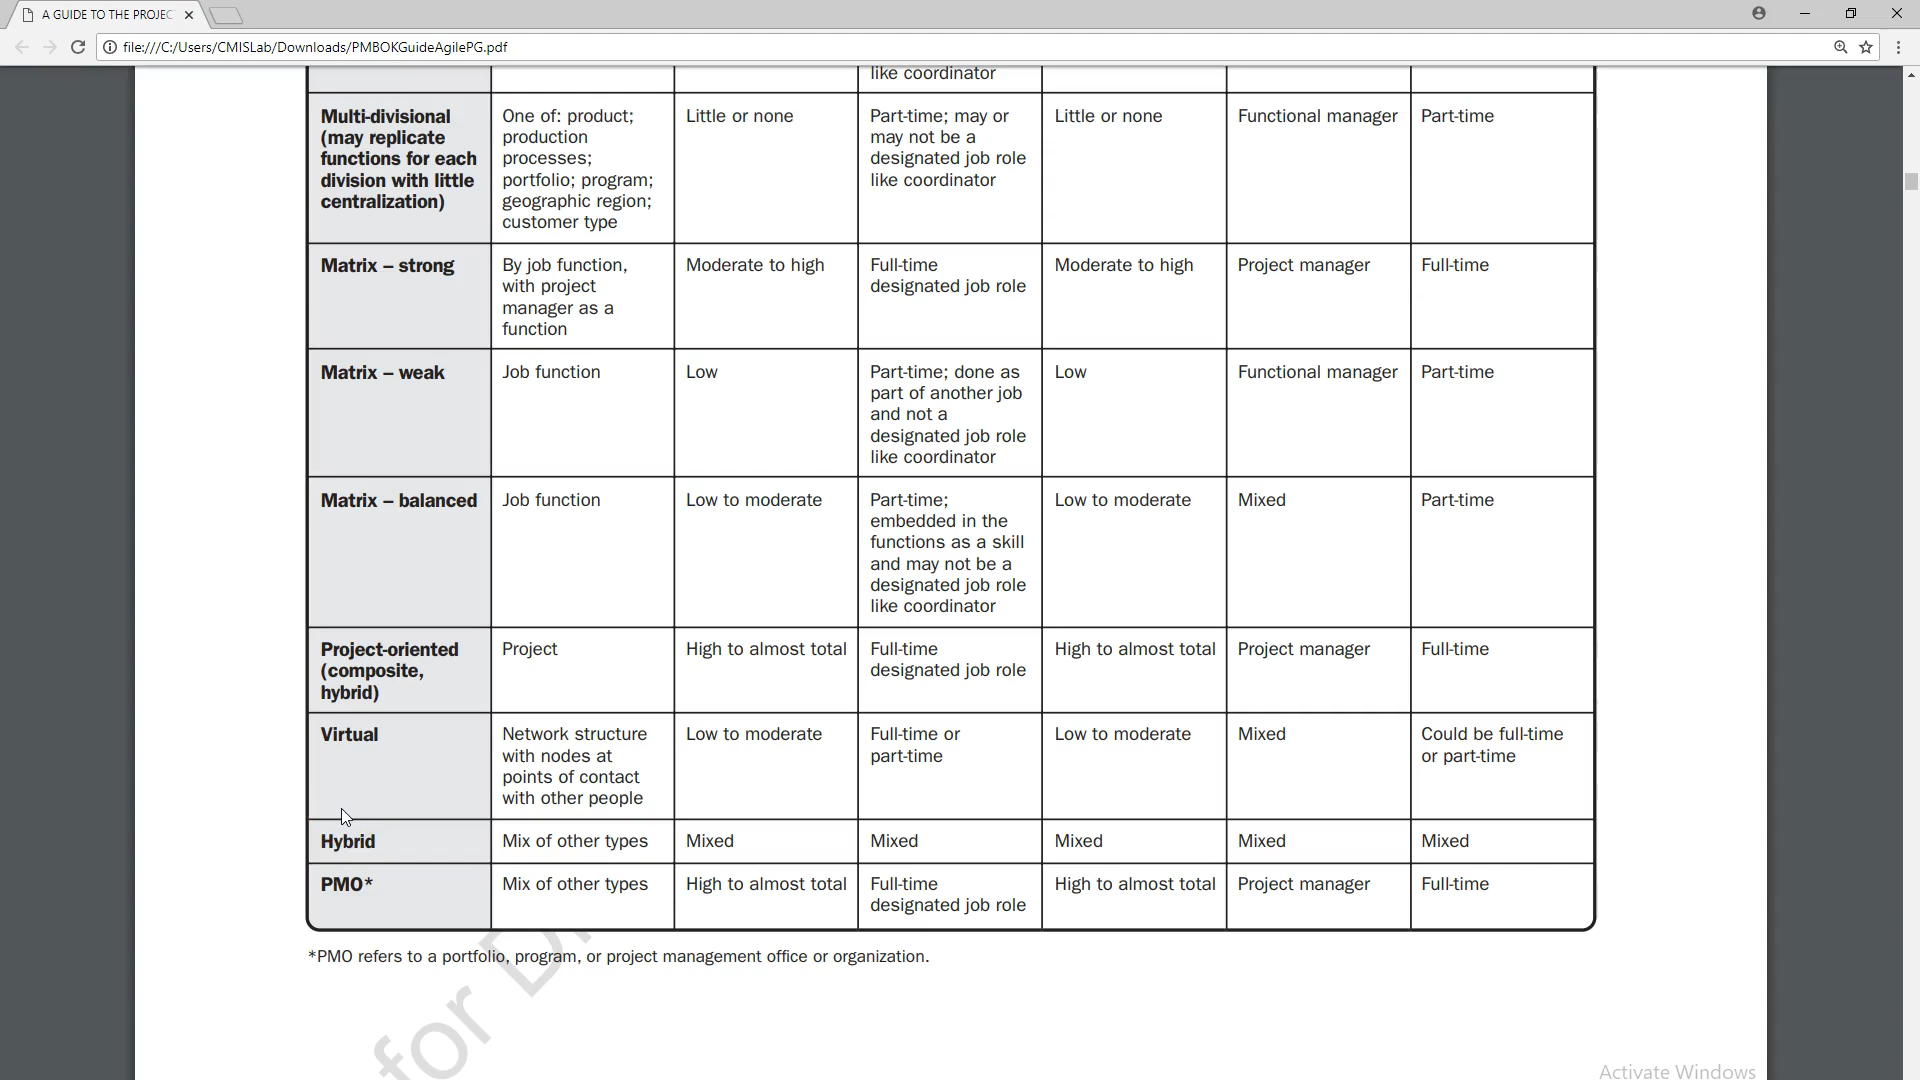 A GUIDE TO THE PROJEC
file:///C:/Users/CMISLab/Downloads/PMBOKGuideAgilePG.pdf
like coordinator
Multi-divisional
(may replicate
functions for each
division with little
centralization)
One of: product;
production
processes;
portfolio; program;
geographic region;
customer type
Little or none
Part-time; may or
may not be a
designated job role
like coordinator
Little or none
Functional manager
Part-time
Matrix – strong
By job function,
with project
manager as a
function
Moderate to high
Full-time
designated job role
Moderate to high
Project manager
Full-time
Matrix – weak
Job function
Low
Part-time; done as
part of another job
and not a
designated job role
like coordinator
Low
Functional manager
Part-time
Matrix – balanced
Job function
Low to moderate
Part-time;
embedded in the
functions as a skill
and may not be a
designated job role
like coordinator
Low to moderate
Mixed
Part-time
Project-oriented
(composite,
hybrid)
Project
High to almost total
Full-time
designated job role
High to almost total
Project manager
Full-time
Virtual
Network structure
with nodes at
points of contact
with other people
Low to moderate
Full-time or
part-time
Low to moderate
Mixed
Could be full-time
or part-time
Hybrid
Mix of other types
Mixed
Mixed
Mixed
Mixed
Mixed
PMO*
Mix of other types
High to almost total
Full-time
designated job role
High to almost total
Project manager
Full-time
*PMO refers to a portfolio, program, or project management office or organization.
for
Activate Windows